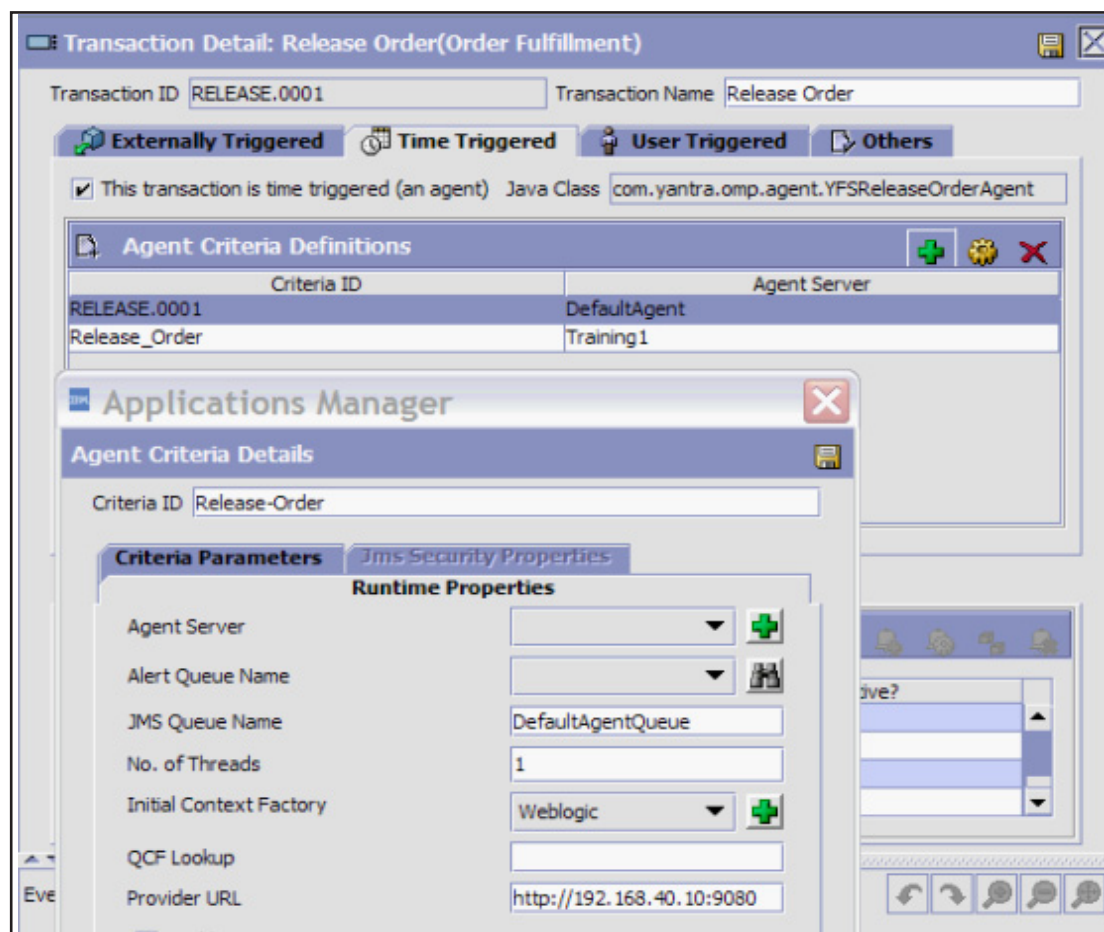 Transaction Detail: Release Order(Order Fulfillment)
Transaction ID RELEASE.0001 Transaction Name Release Order
Externally Triggered Time Triggered User Triggered Others
This transaction is time triggered (an agent) Java Class com.yantra.omp.agent.YFSReleaseOrderAgent
Agent Criteria Definitions
Criteria ID Agent Server
RELEASE.0001 DefaultAgent
Release_Order Training1
IBM Applications Manager
Agent Criteria Details
Criteria ID Release-Order
Criteria Parameters Jms Security Properties
Runtime Properties
Agent Server
Alert Queue Name
tive?
JMS Queue Name DefaultAgentQueue
No. of Threads 1
Initial Context Factory Weblogic
QCF Lookup
Eve
Provider URL http://192.168.40.10:9080